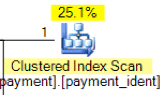 25.1%
1
Clustered Index Scan
payment].[payment_ident]